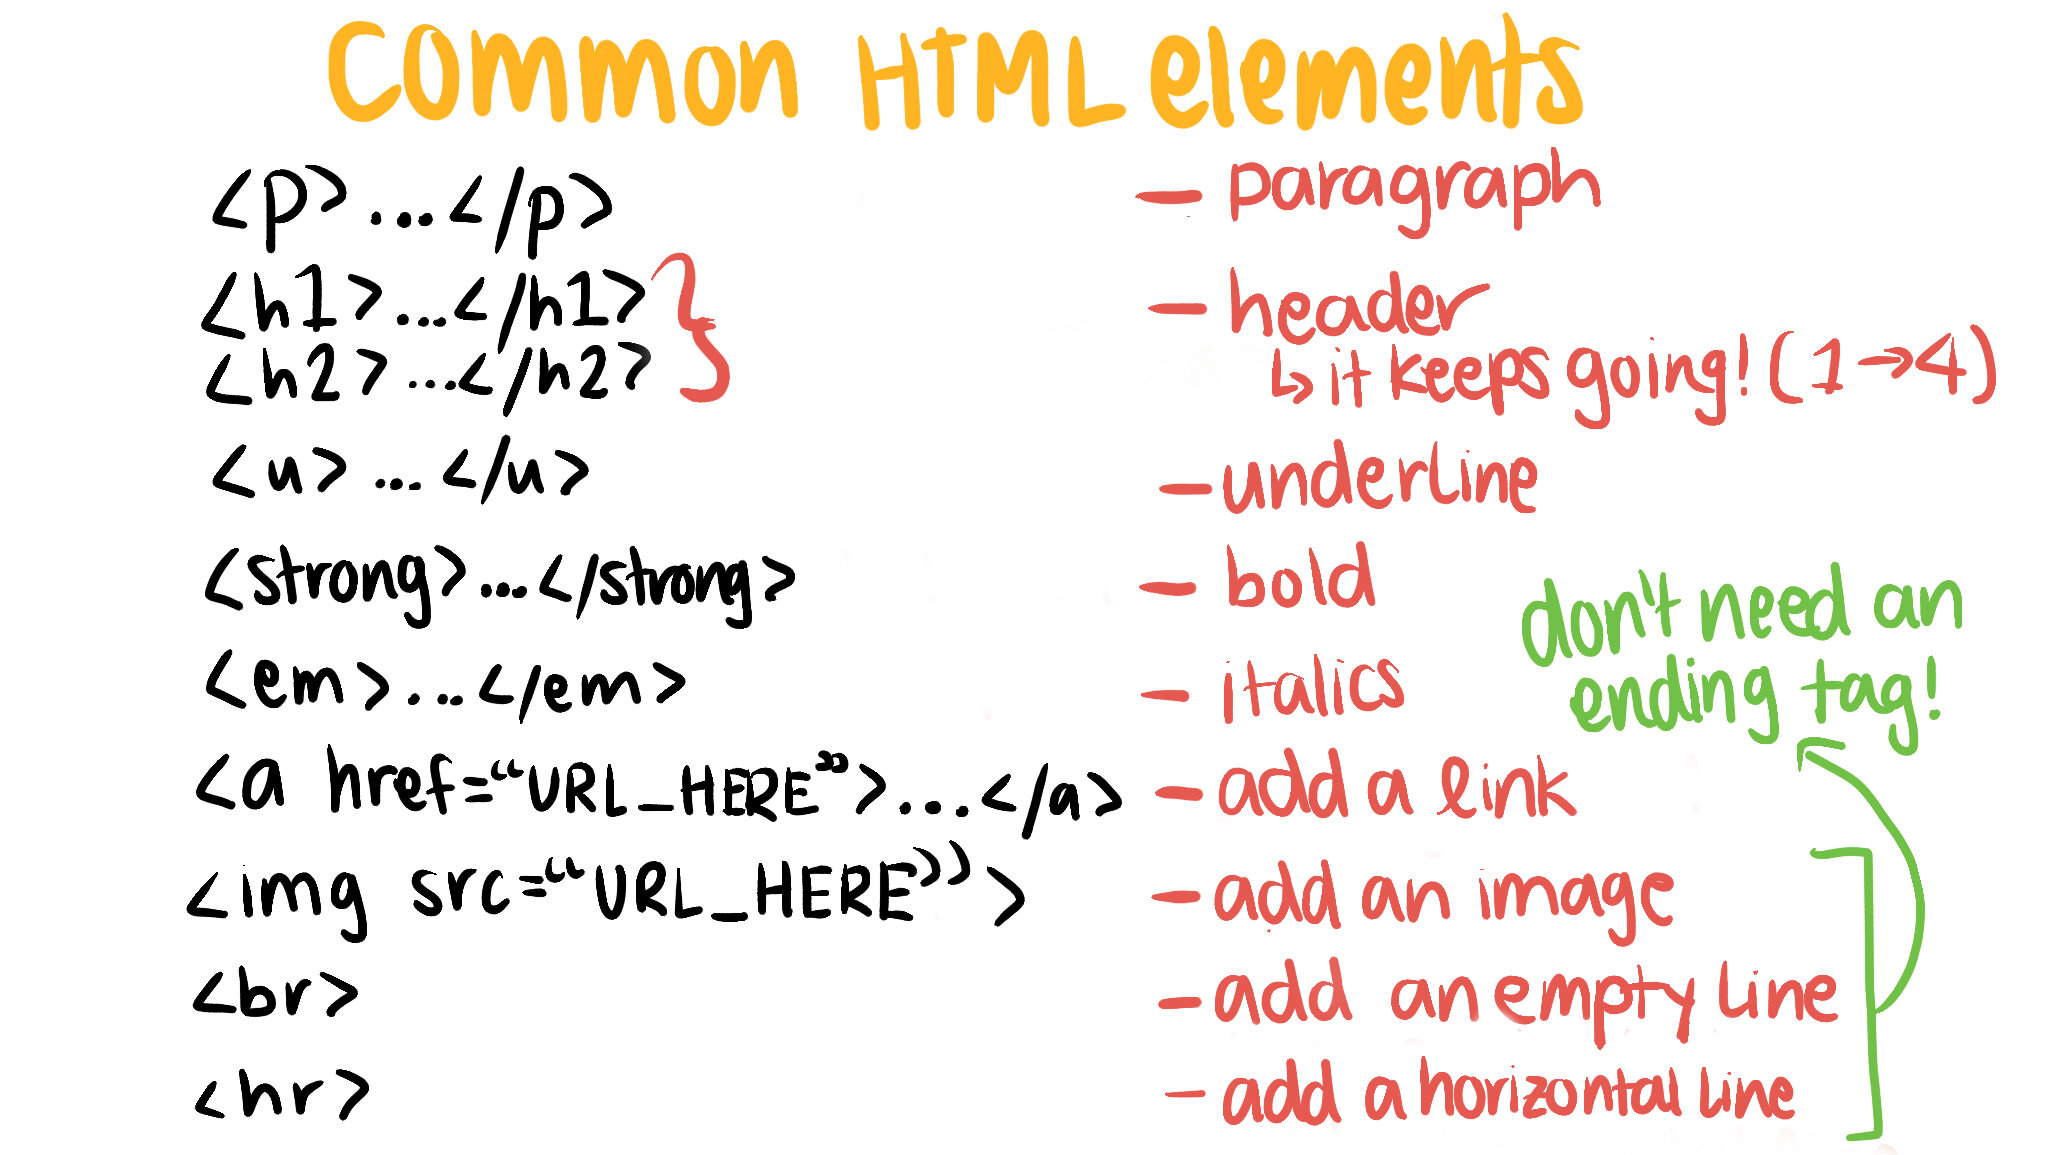 Common HTML elements
<p>...</p> — paragraph
<h1>...</h1> — header
<h2>...</h2> ↳ it keeps going! (1→4)
<u>...</u> — underline
<strong>...</strong> — bold
<em>...</em> — italics
don't need an
ending tag!
<a href="URL_HERE">...</a> — add a link
<img src="URL_HERE"> — add an image
<br> — add an empty line
<hr> — add a horizontal line